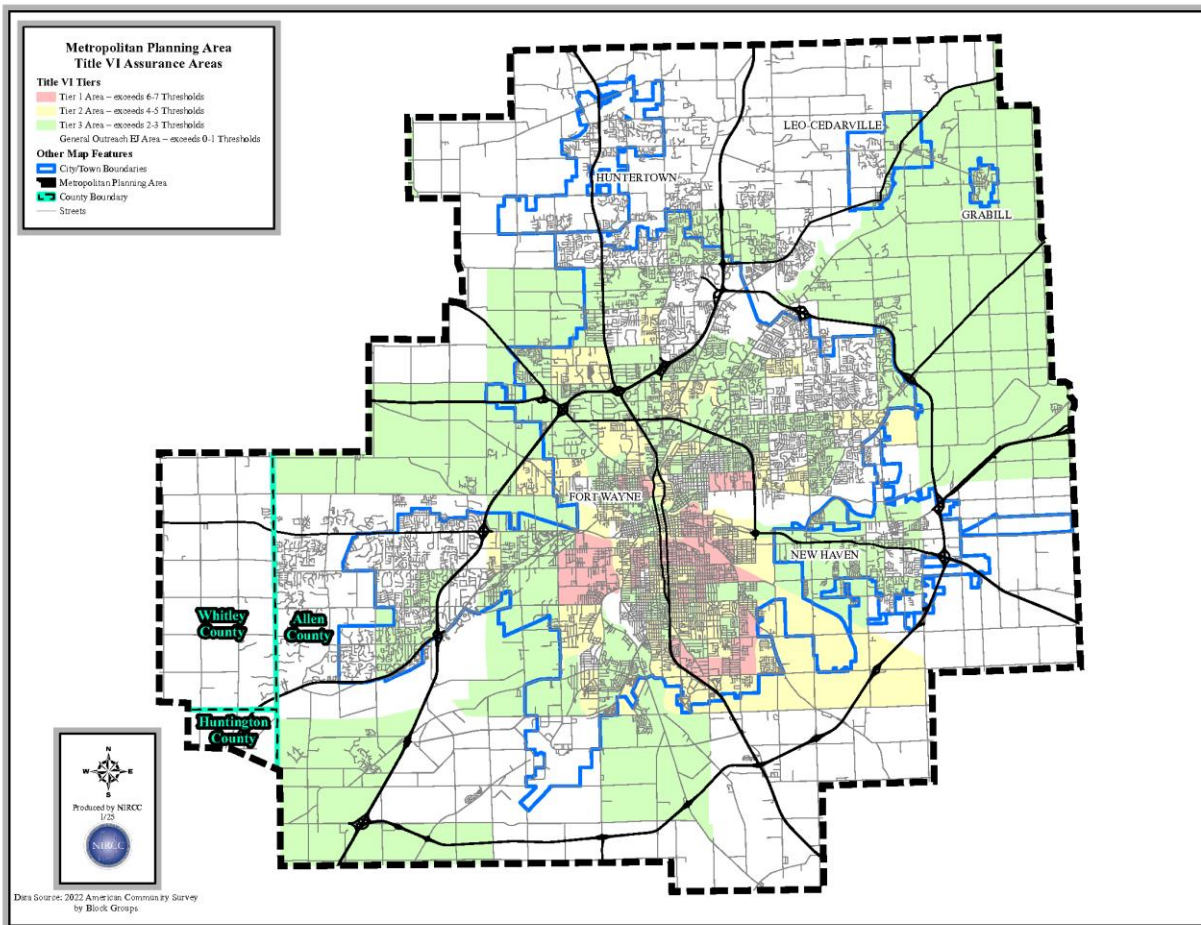 Metropolitan Planning Area
Title VI Assurance Areas
Title VI Tiers
Tier 1 Area – exceeds 6-7 Thresholds
Tier 2 Area – exceeds 4-5 Thresholds
Tier 3 Area – exceeds 2-3 Thresholds
General Outreach EJ Area – exceeds 0-1 Thresholds
Other Map Features
City/Town Boundaries
Metropolitan Planning Area
County Boundary
Streets
LEO-CEDARVILLE
HUNTERTOWN
GRABILL
FORT WAYNE
NEW HAVEN
Whitley
County
Allen
County
Huntington
County
N
W
E
S
Produced by NIRCC
1/25
NIRCC
Data Source: 2022 American Community Survey
by Block Groups